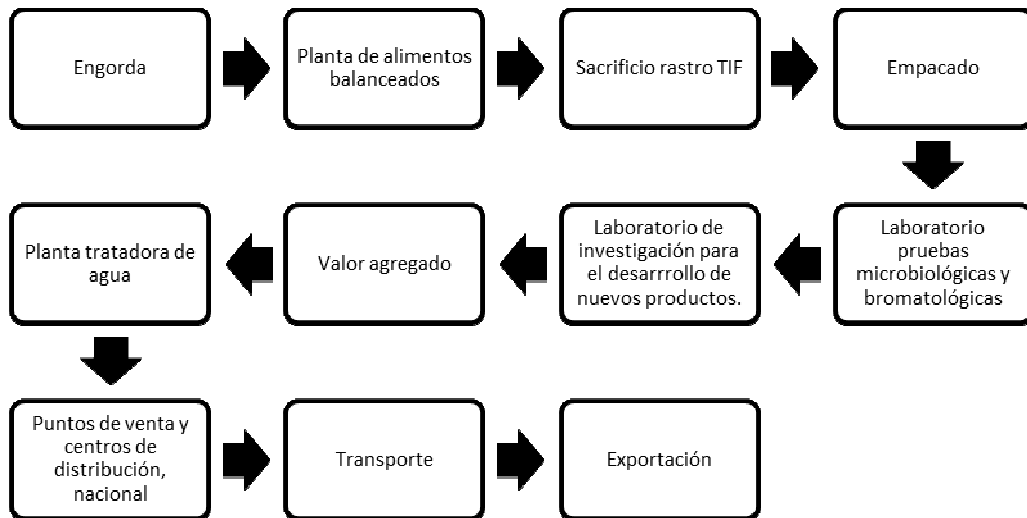 Engorda
Planta de alimentos
balanceados
Sacrificio rastro TIF
Empacado
Laboratorio
pruebas
microbiológicas y
bromatológicas
Laboratorio de
investigación para
el desarrrollo de
nuevos productos.
Valor agregado
Planta tratadora de
agua
Puntos de venta y
centros de
distribución,
nacional
Transporte
Exportación